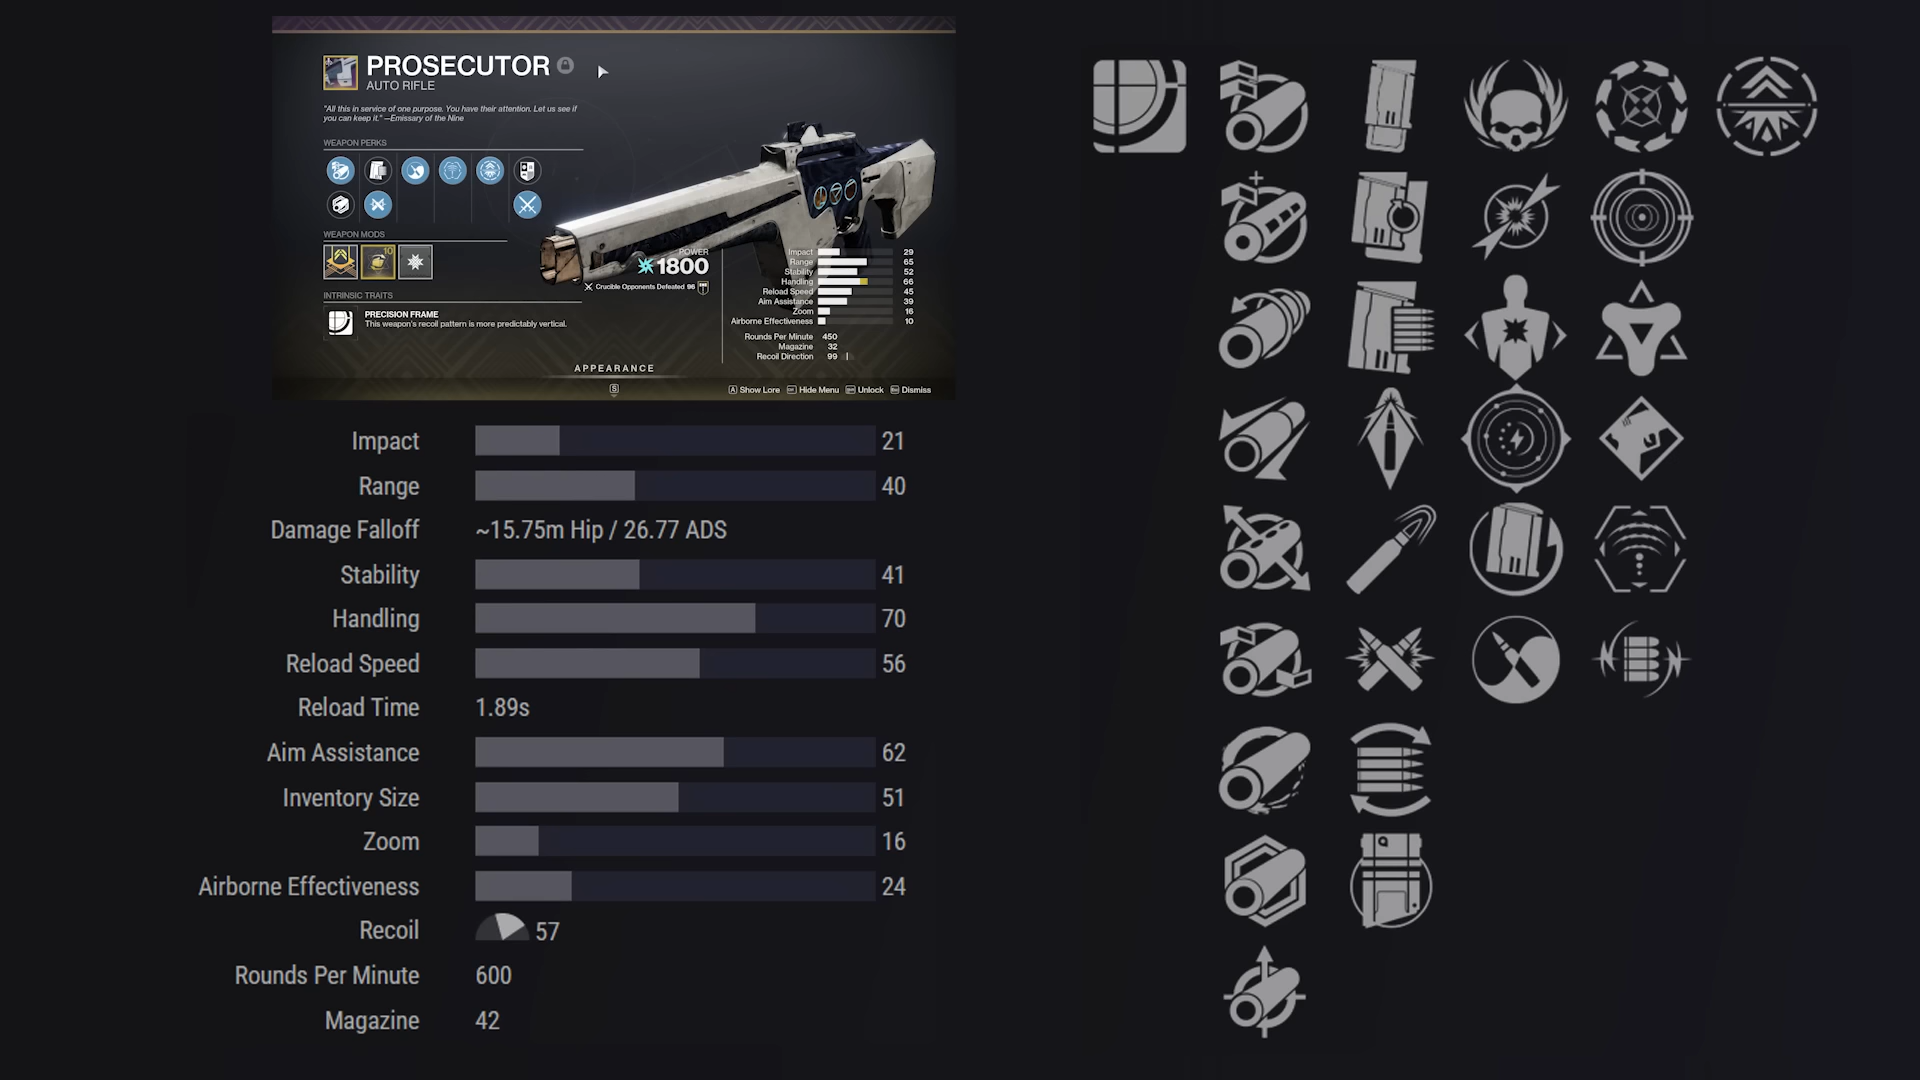 PROSECUTOR
AUTO RIFLE
"All this in service of one purpose. You have their attention. Let us see if
you can keep it." —Emissary of the Nine
WEAPON PERKS
WEAPON MODS
10
INTRINSIC TRAITS
PRECISION FRAME
This weapon's recoil pattern is more predictably vertical.
POWER
1800
Crucible Opponents Defeated 96
Impact 29
Range 65
Stability 52
Handling 66
Reload Speed 45
Aim Assistance 39
Zoom 16
Airborne Effectiveness 10
Rounds Per Minute 450
Magazine 32
Recoil Direction 99
APPEARANCE
S
A Show Lore Hide Menu Unlock Dismiss
Impact 21
Range 40
Damage Falloff ~15.75m Hip / 26.77 ADS
Stability 41
Handling 70
Reload Speed 56
Reload Time 1.89s
Aim Assistance 62
Inventory Size 51
Zoom 16
Airborne Effectiveness 24
Recoil 57
Rounds Per Minute 600
Magazine 42